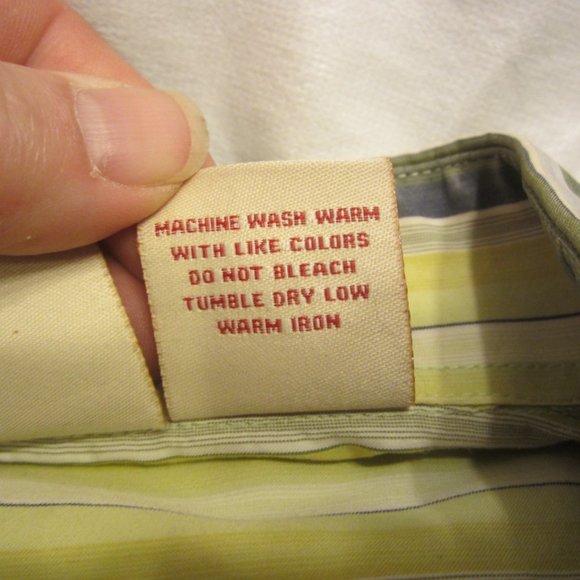 MACHINE WASH WARM
WITH LIKE COLORS
DO NOT BLEACH
TUMBLE DRY LOW
WARM IRON